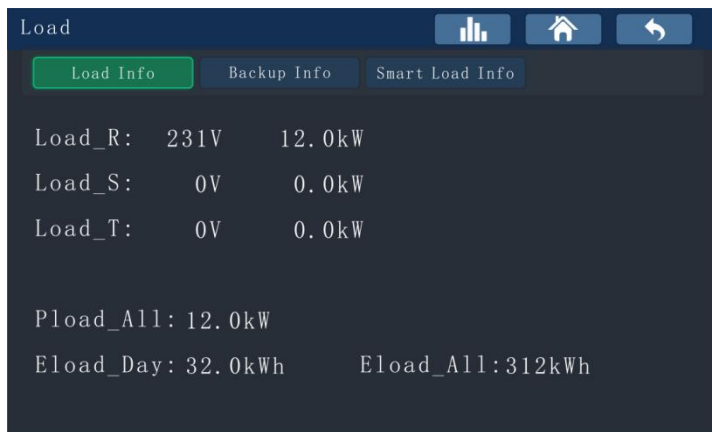 Load
Load Info Backup Info Smart Load Info
Load_R: 231V 12.0kW
Load_S: 0V 0.0kW
Load_T: 0V 0.0kW
Pload_All: 12.0kW
Eload_Day: 32.0kWh Eload_All:312kWh